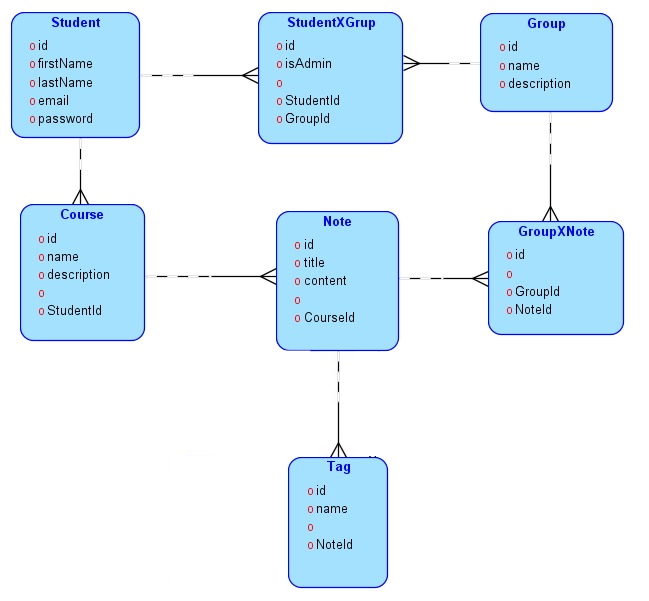 Student
o id
o firstName
o lastName
o email
o password
StudentXGrup
o id
o isAdmin
o
o StudentId
o GroupId
Group
o id
o name
o description
Course
o id
o name
o description
o
o StudentId
Note
o id
o title
o content
o
o CourseId
GroupXNote
o id
o
o GroupId
o NoteId
Tag
o id
o name
o
o NoteId